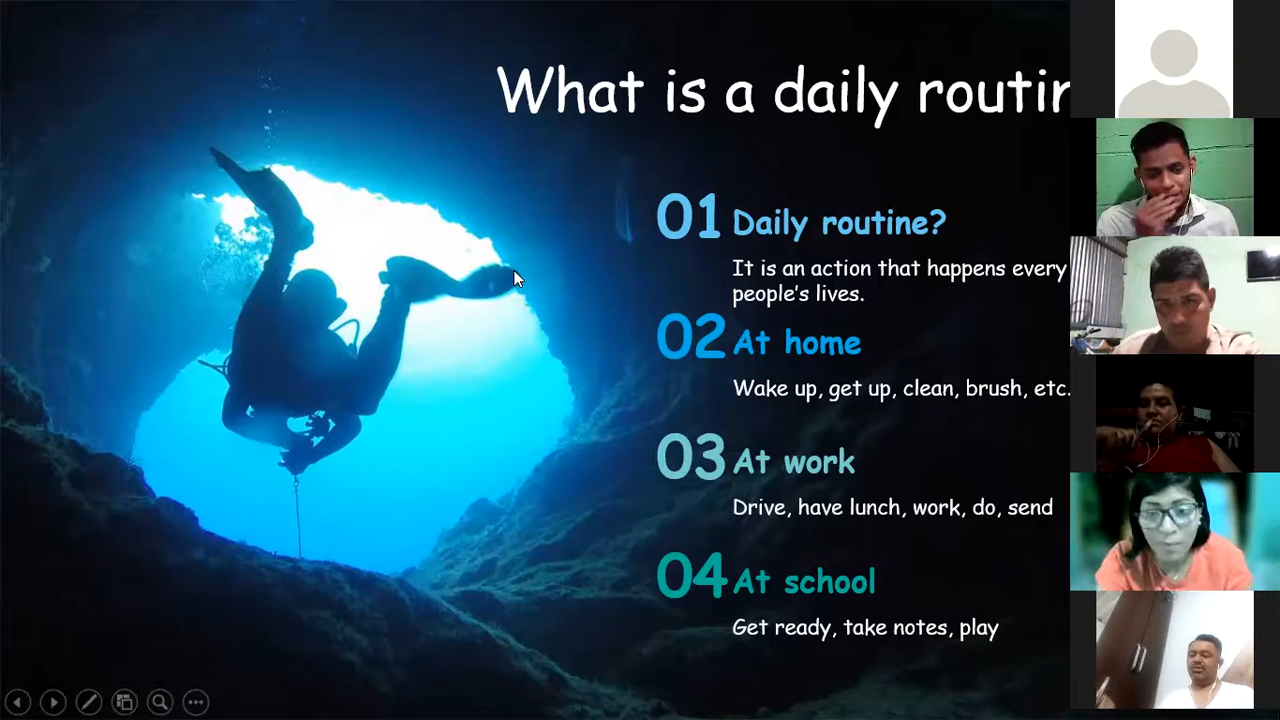 What is a daily routin
01 Daily routine?
It is an action that happens every
people's lives.
02 At home
Wake up, get up, clean, brush, etc.
03 At work
Drive, have lunch, work, do, send
04 At school
Get ready, take notes, play